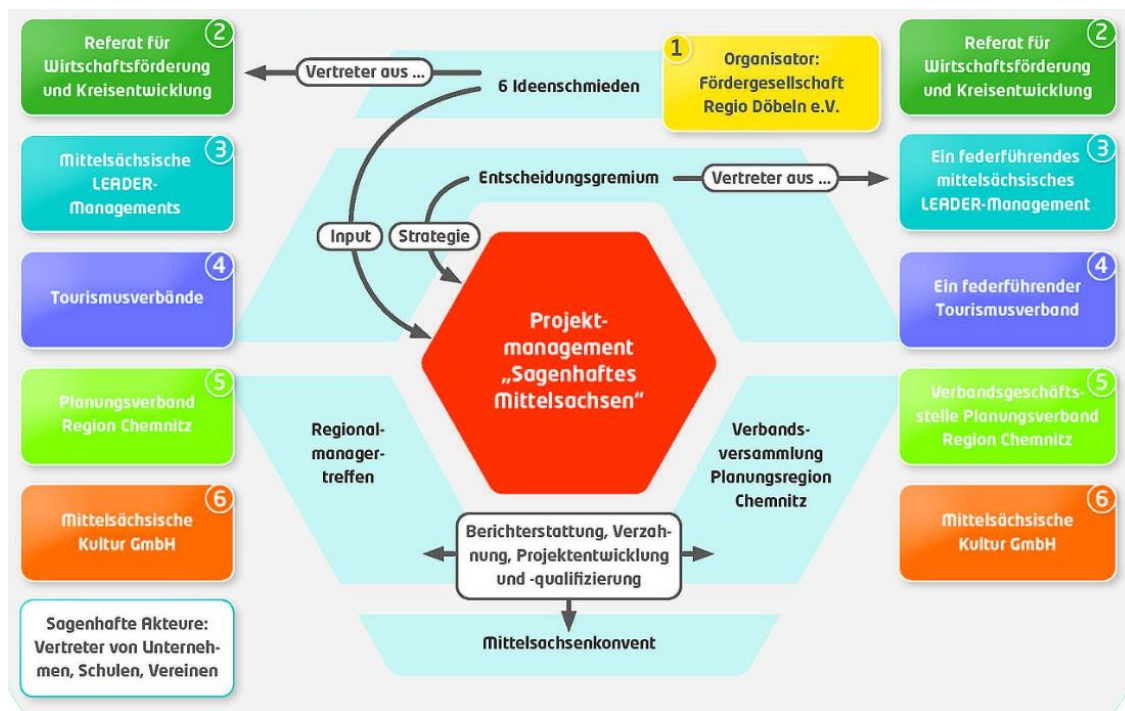 2
Referat für
Wirtschaftsförderung
und Kreisentwicklung
3
Mittelsächsische
LEADER-
Managements
4
Tourismusverbände
5
Planungsverband
Region Chemnitz
6
Mittelsächsische
Kultur GmbH
Sagenhafte Akteure:
Vertreter von Unterneh-
men, Schulen, Vereinen
Vertreter aus ...
6 Ideenschmieden
1
Organisator:
Fördergesellschaft
Regio Döbeln e.V.
Entscheidungsgremium
Vertreter aus ...
Input
Strategie
Projekt-
management
„Sagenhaftes
Mittelsachsen“
Regional-
manager-
treffen
Verbands-
versammlung
Planungsregion
Chemnitz
Berichterstattung, Verzah-
nung, Projektentwicklung
und -qualifizierung
Mittelsachsenkonvent
2
Referat für
Wirtschaftsförderung
und Kreisentwicklung
3
Ein federführendes
mittelsächsisches
LEADER-Management
4
Ein federführender
Tourismusverband
5
Verbandsgeschäfts-
stelle Planungsverband
Region Chemnitz
6
Mittelsächsische
Kultur GmbH